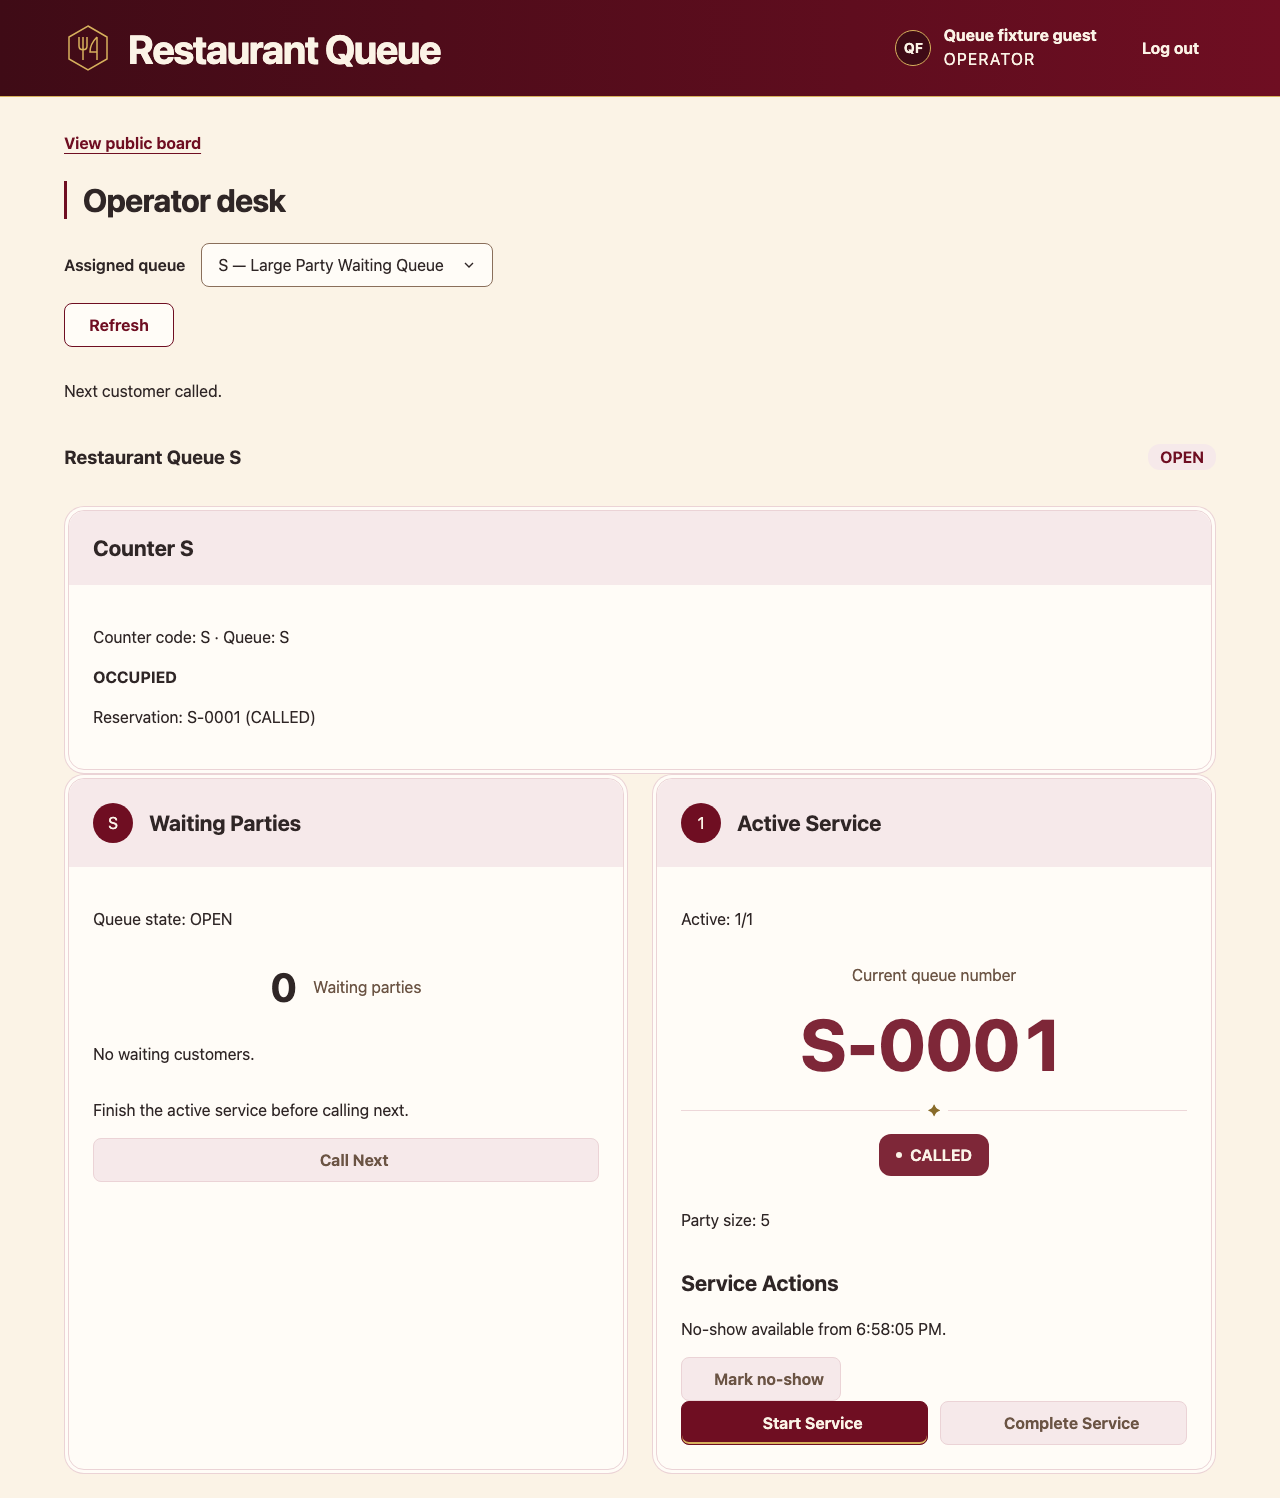 Restaurant Queue
QF
Queue fixture guest
OPERATOR
Log out
View public board
Operator desk
Assigned queue
S — Large Party Waiting Queue
Refresh
Next customer called.
Restaurant Queue S
OPEN
Counter S
Counter code: S · Queue: S
OCCUPIED
Reservation: S-0001 (CALLED)
S
Waiting Parties
Queue state: OPEN
0 Waiting parties
No waiting customers.
Finish the active service before calling next.
Call Next
1
Active Service
Active: 1/1
Current queue number
S-0001
CALLED
Party size: 5
Service Actions
No-show available from 6:58:05 PM.
Mark no-show
Start Service
Complete Service